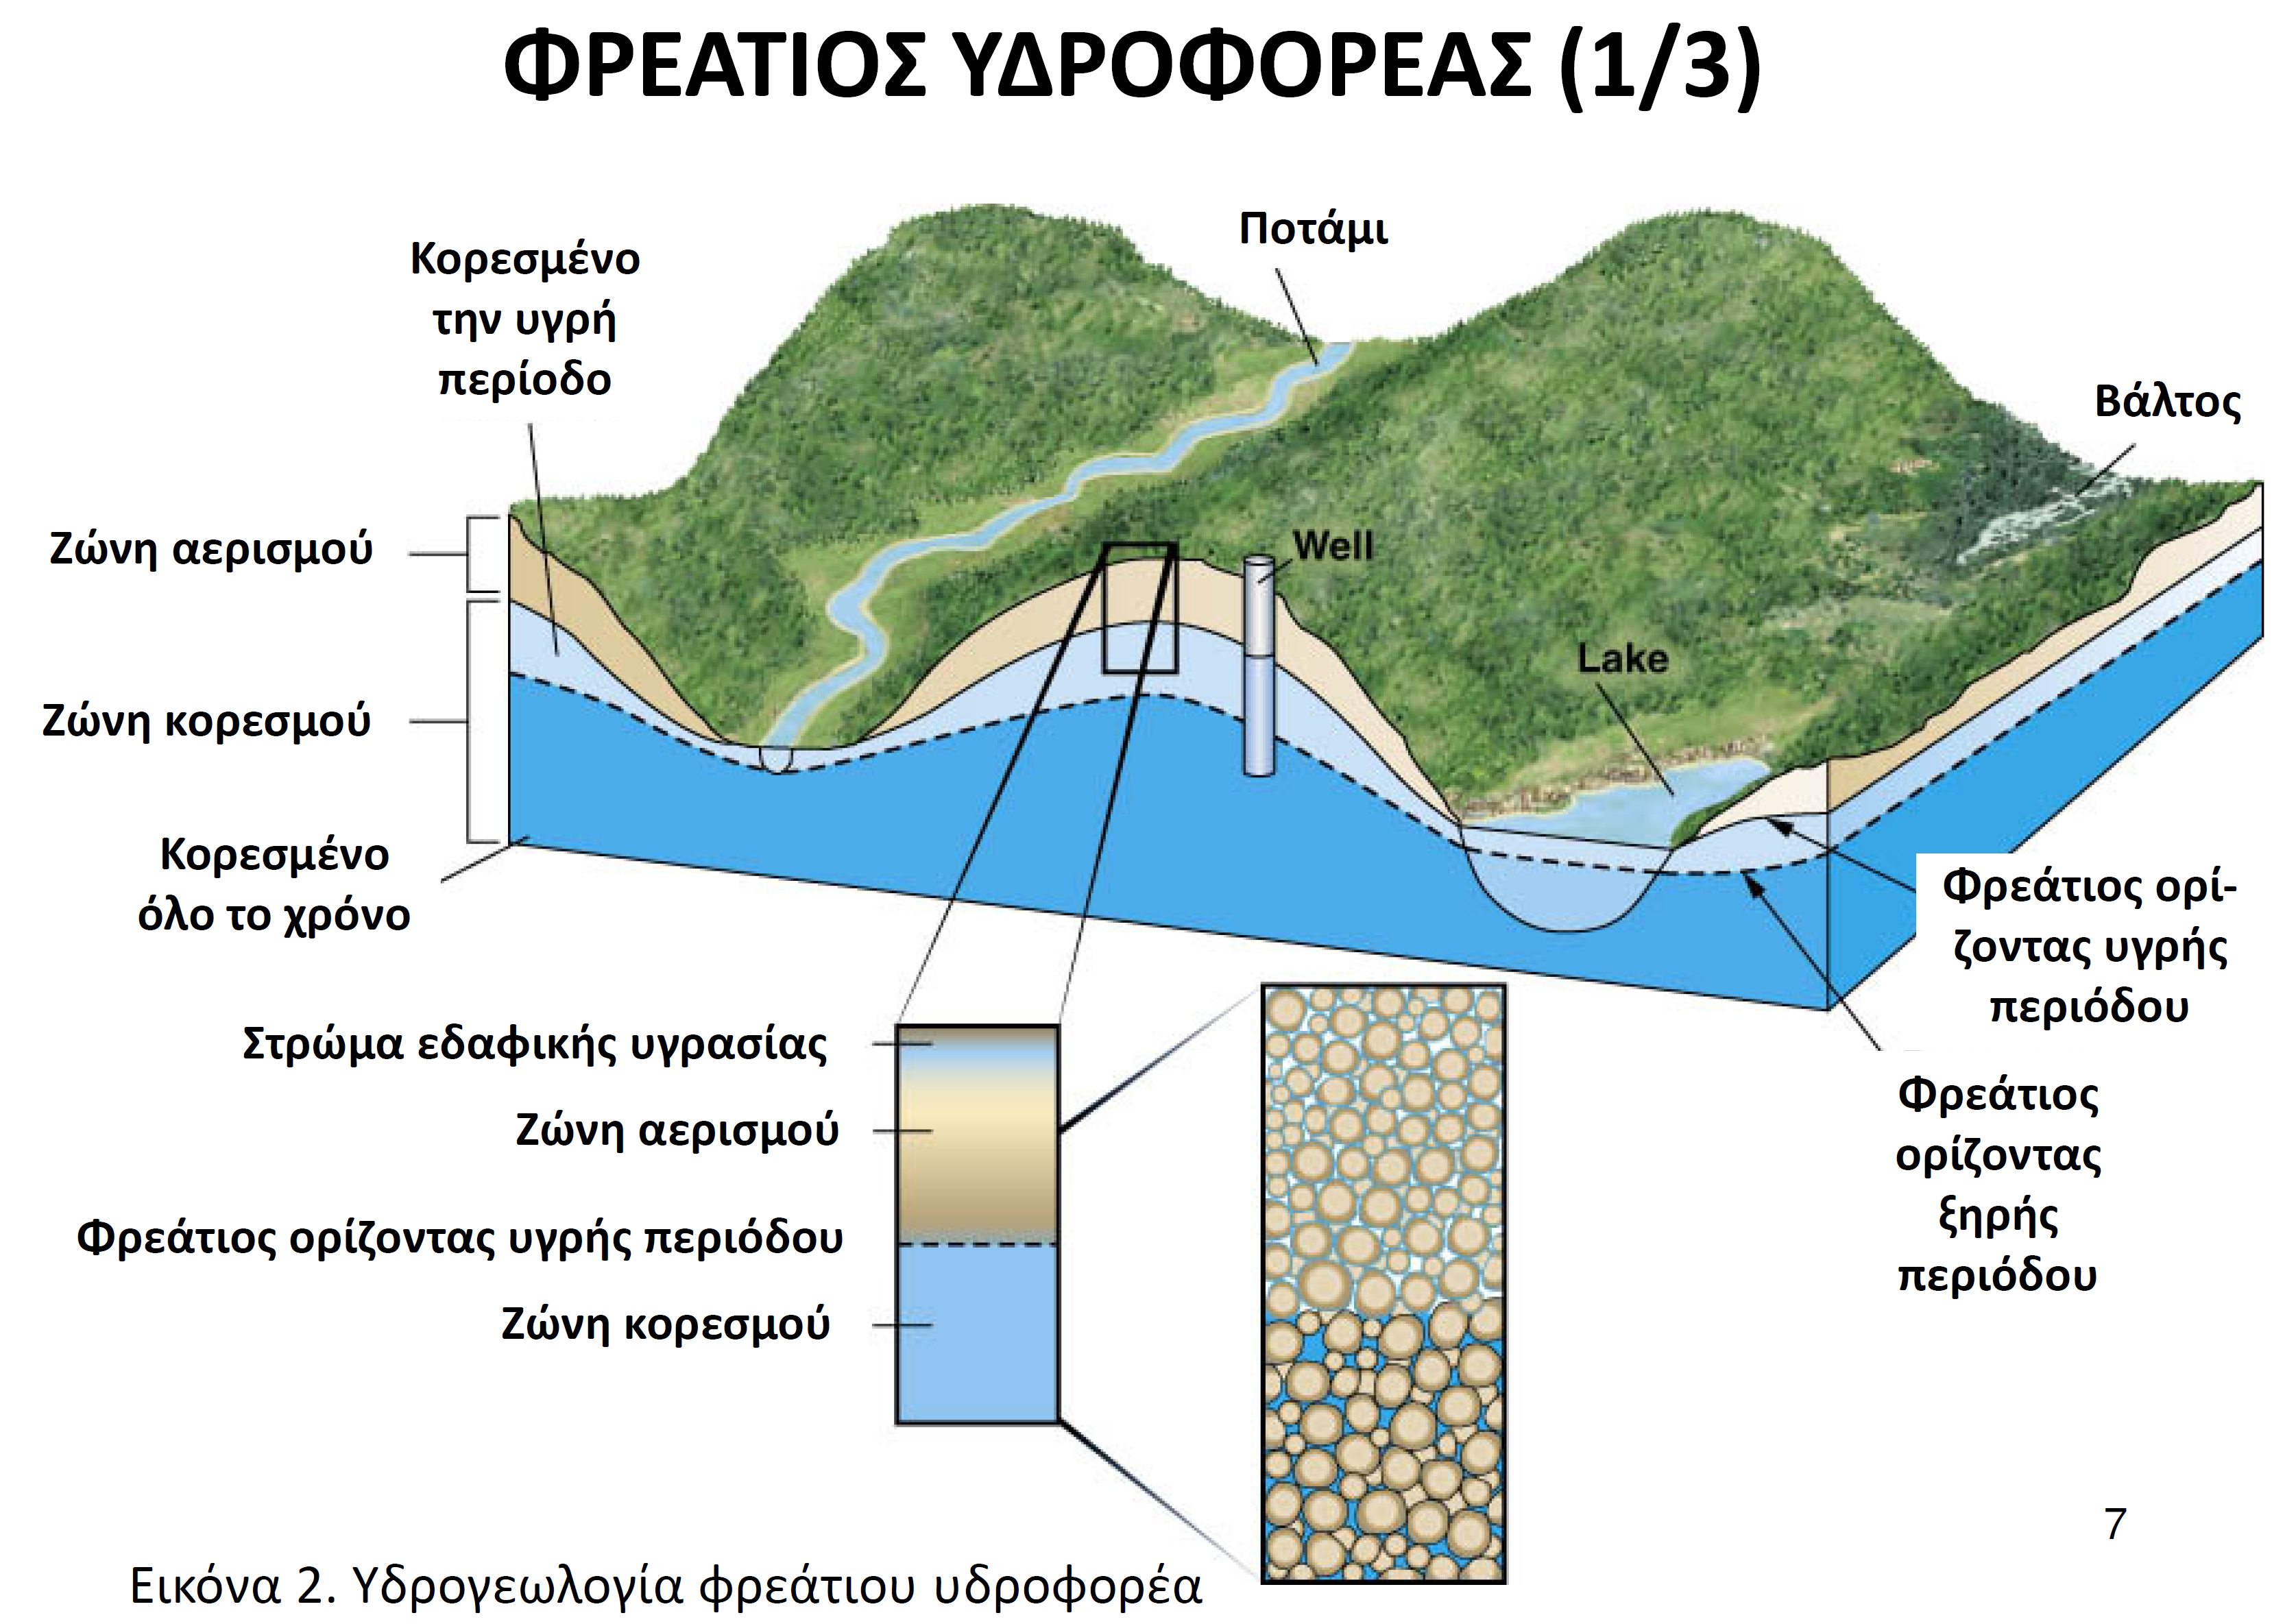 ΦΡΕΑΤΙΟΣ ΥΔΡΟΦΟΡΕΑΣ (1/3)
Κορεσμένο
την υγρή
περίοδο
Ποτάμι
Βάλτος
Ζώνη αερισμού
Well
Lake
Ζώνη κορεσμού
Κορεσμένο
όλο το χρόνο
Φρεάτιος ορί-
ζοντας υγρής
περιόδου
Στρώμα εδαφικής υγρασίας
Ζώνη αερισμού
Φρεάτιος ορίζοντας υγρής περιόδου
Ζώνη κορεσμού
Φρεάτιος
ορίζοντας
ξηρής
περιόδου
7
Εικόνα 2. Υδρογεωλογία φρεάτιου υδροφορέα